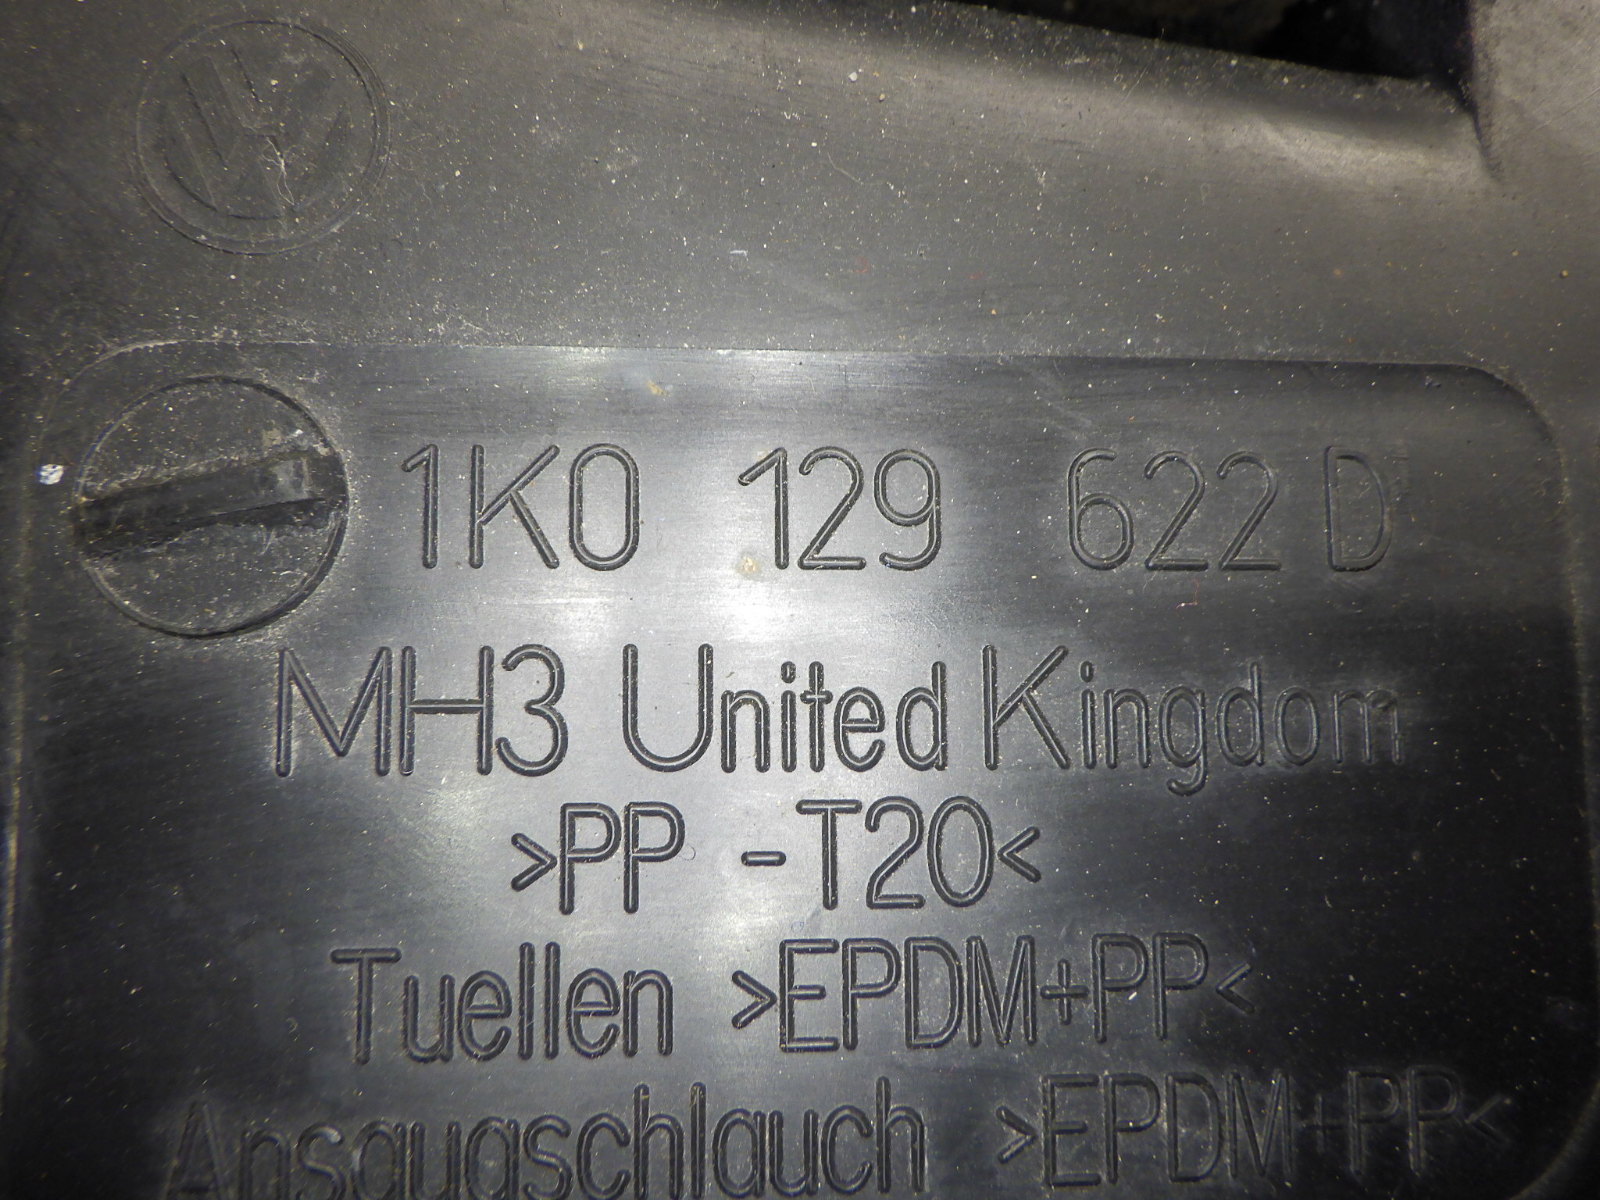 1K0 129 622 D
MH3 United Kingdom
>PP -T20<
Tuellen >EPDM+PP<
Ansaugschlauch >EPDM+PP<